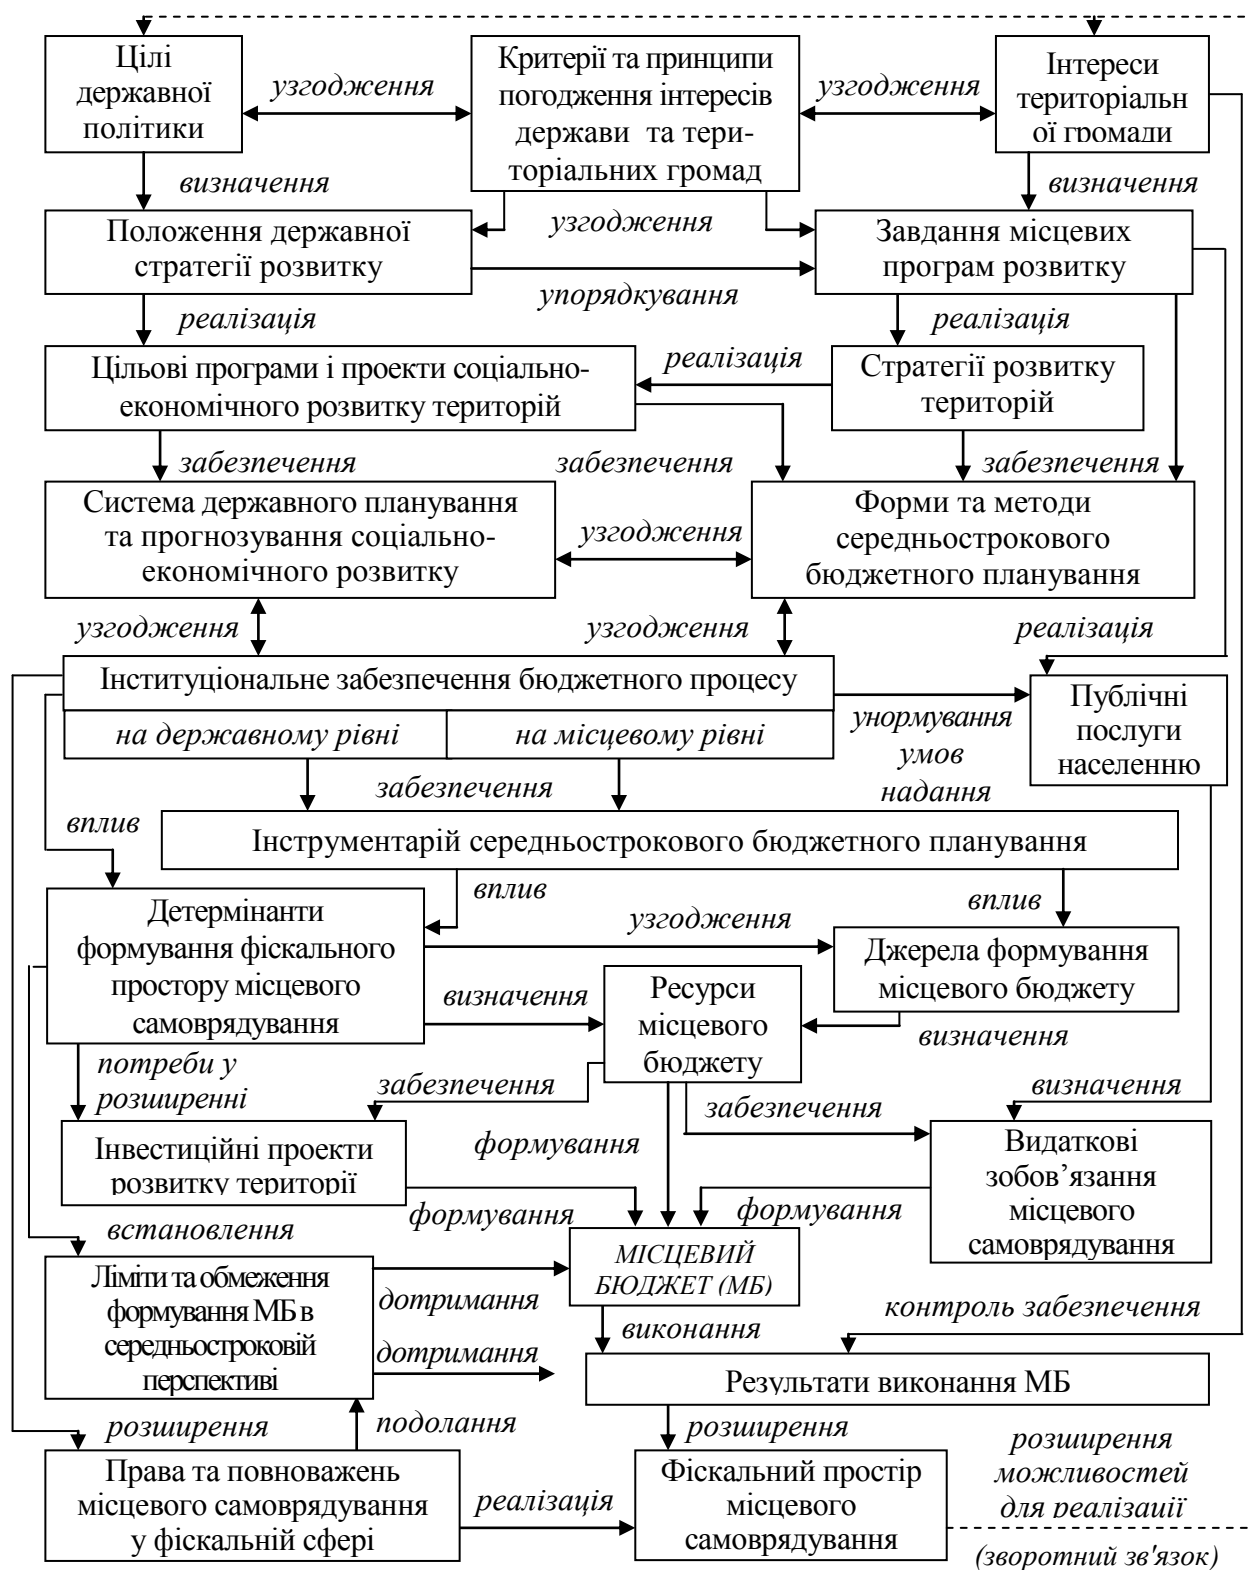 Цілі
державної
політики
узгодження
Критерії та принципи
погодження інтересів
держави та тери-
торіальних громад
узгодження
Інтереси
територіальн
ої громади
визначення
визначення
Положення державної
стратегії розвитку
узгодження
упорядкування
Завдання місцевих
програм розвитку
реалізація
реалізація
Цільові програми і проекти соціально-
економічного розвитку територій
реалізація
Стратегії розвитку
територій
забезпечення
забезпечення
забезпечення
Система державного планування
та прогнозування соціально-
економічного розвитку
узгодження
Форми та методи
середньострокового
бюджетного планування
узгодження
узгодження
реалізація
Інституціональне забезпечення бюджетного процесу
на державному рівні
на місцевому рівні
унормування
умов
надання
Публічні
послуги
населенню
забезпечення
вплив
Інструментарій середньострокового бюджетного планування
вплив
вплив
Детермінанти
формування фіскального
простору місцевого
самоврядування
узгодження
Джерела формування
місцевого бюджету
визначення
Ресурси
місцевого
бюджету
визначення
потреби у
розширенні
забезпечення
забезпечення
визначення
Інвестиційні проекти
розвитку території
формування
Видаткові
зобов’язання
місцевого
самоврядування
формування
формування
встановлення
Ліміти та обмеження
формування МБ в
середньостроковій
перспективі
дотримання
МІСЦЕВИЙ
БЮДЖЕТ (МБ)
контроль забезпечення
виконання
дотримання
Результати виконання МБ
розширення
подолання
розширення
розширення
можливостей
для реалізації
Права та повноважень
місцевого самоврядування
у фіскальній сфері
реалізація
Фіскальний простір
місцевого
самоврядування
(зворотний зв'язок)